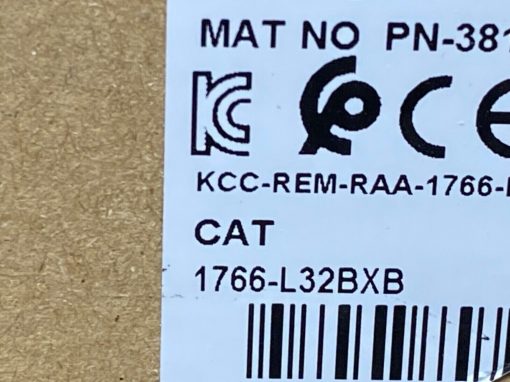 MAT NO PN-381
KCC-REM-RAA-1766-
CAT
1766-L32BXB